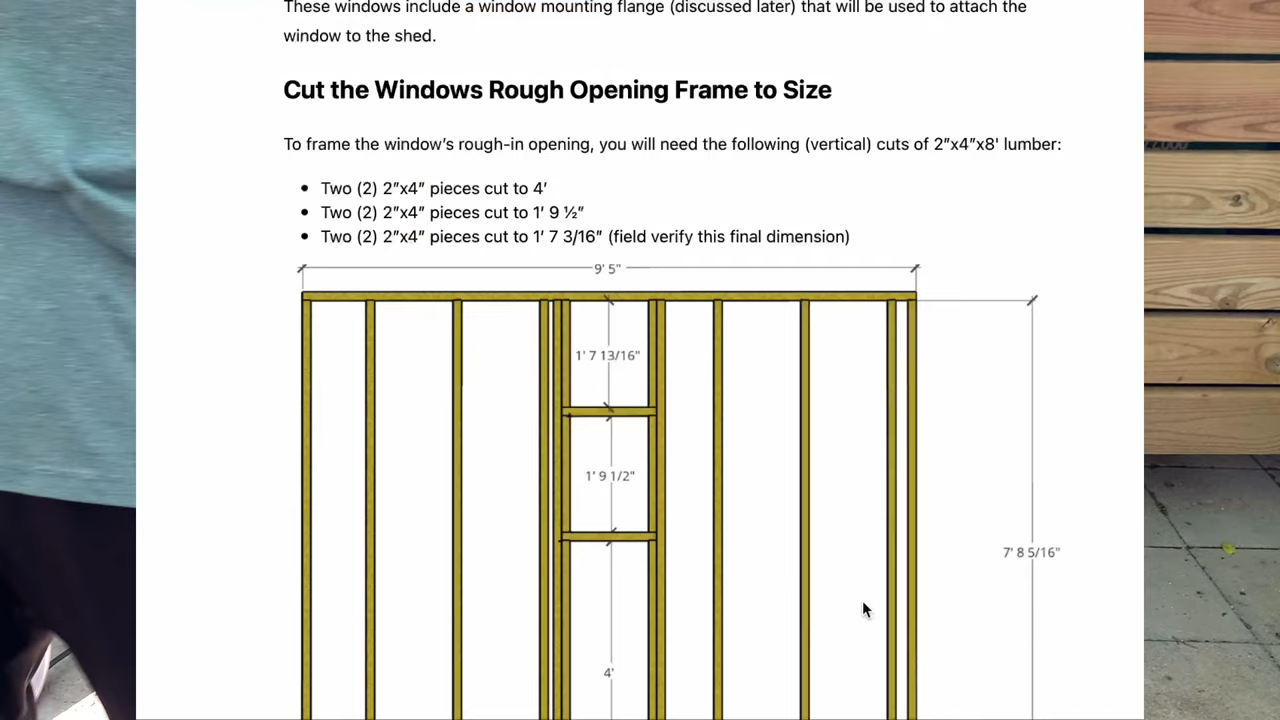 These windows include a window mounting flange (discussed later) that will be used to attach the
window to the shed.
Cut the Windows Rough Opening Frame to Size
To frame the window’s rough-in opening, you will need the following (vertical) cuts of 2”x4”x8' lumber:
• Two (2) 2”x4” pieces cut to 4’
• Two (2) 2”x4” pieces cut to 1’ 9 ½”
• Two (2) 2”x4” pieces cut to 1’ 7 3/16” (field verify this final dimension)
9' 5"
1' 7 13/16"
1' 9 1/2"
7' 8 5/16"
4'